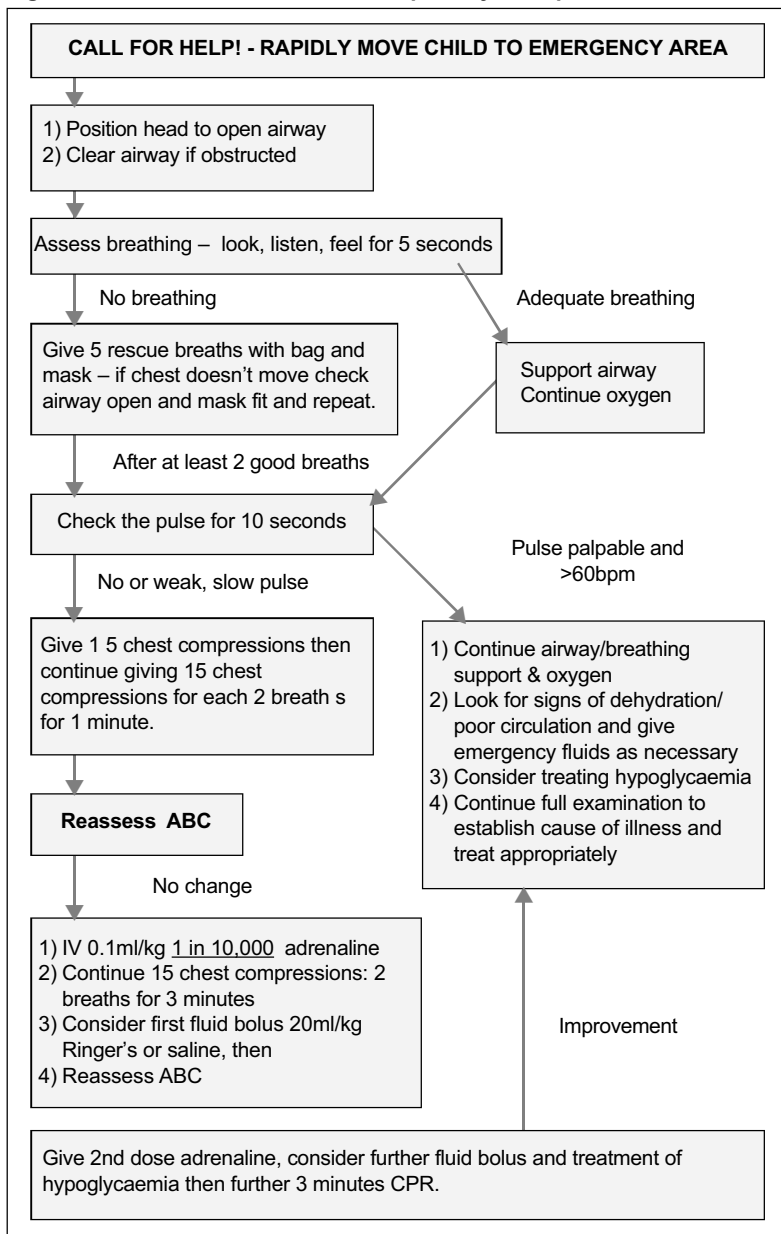 CALL FOR HELP! - RAPIDLY MOVE CHILD TO EMERGENCY AREA
1) Position head to open airway
2) Clear airway if obstructed
Assess breathing – look, listen, feel for 5 seconds
No breathing
Adequate breathing
Give 5 rescue breaths with bag and
mask – if chest doesn't move check
airway open and mask fit and repeat.
Support airway
Continue oxygen
After at least 2 good breaths
Check the pulse for 10 seconds
Pulse palpable and
>60bpm
No or weak, slow pulse
Give 1 5 chest compressions then
continue giving 15 chest
compressions for each 2 breath s
for 1 minute.
1) Continue airway/breathing
support & oxygen
2) Look for signs of dehydration/
poor circulation and give
emergency fluids as necessary
3) Consider treating hypoglycaemia
4) Continue full examination to
establish cause of illness and
treat appropriately
Reassess ABC
No change
1) IV 0.1ml/kg 1 in 10,000 adrenaline
2) Continue 15 chest compressions: 2
breaths for 3 minutes
3) Consider first fluid bolus 20ml/kg
Ringer's or saline, then
4) Reassess ABC
Improvement
Give 2nd dose adrenaline, consider further fluid bolus and treatment of
hypoglycaemia then further 3 minutes CPR.